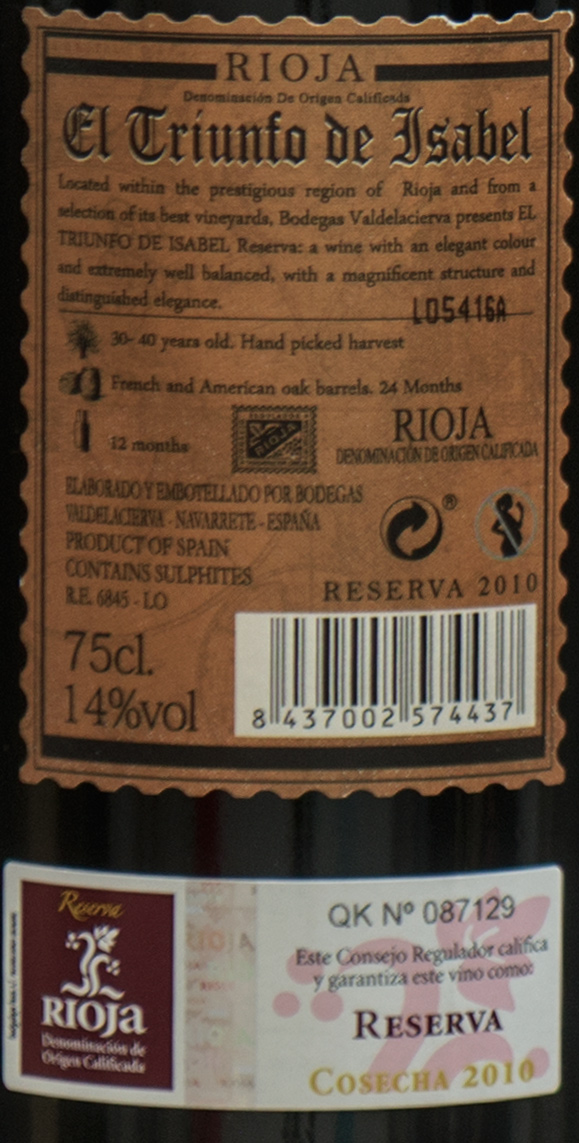 RIOJA
Denominación De Origen Calificada
El Triunfo de Isabel
Located within the prestigious region of Rioja and from a
selection of its best vineyards, Bodegas Valdelacierva presents EL
TRIUNFO DE ISABEL Reserva: a wine with an elegant colour
and extremely well balanced, with a magnificent structure and
distinguished elegance.
L05416A
30- 40 years old. Hand picked harvest
French and American oak barrels. 24 Months
12 months
RIOJA
RIOJA
DENOMINACIÓN DE ORIGEN CALIFICADA
ELABORADO Y EMBOTELLADO POR BODEGAS
VALDELACIERVA - NAVARRETE - ESPAÑA
PRODUCT OF SPAIN
CONTAINS SULPHITES
R.E. 6845 - LO
®
RESERVA 2010
75cl.
14%vol
8 437002 574437
Reserva
RIOJA
Denominación de
Origen Calificada
QK Nº 087129
Este Consejo Regulador califica
y garantiza este vino como:
RESERVA
COSECHA 2010